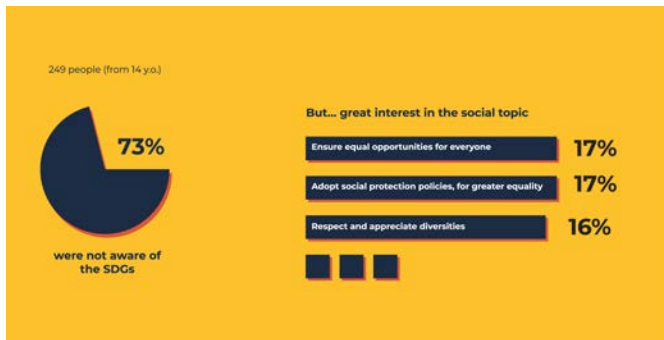 249 people (from 14 y.o.)
73%
were not aware of
the SDGs
But... great interest in the social topic
Ensure equal opportunities for everyone
17%
Adopt social protection policies, for greater equality
17%
Respect and appreciate diversities
16%